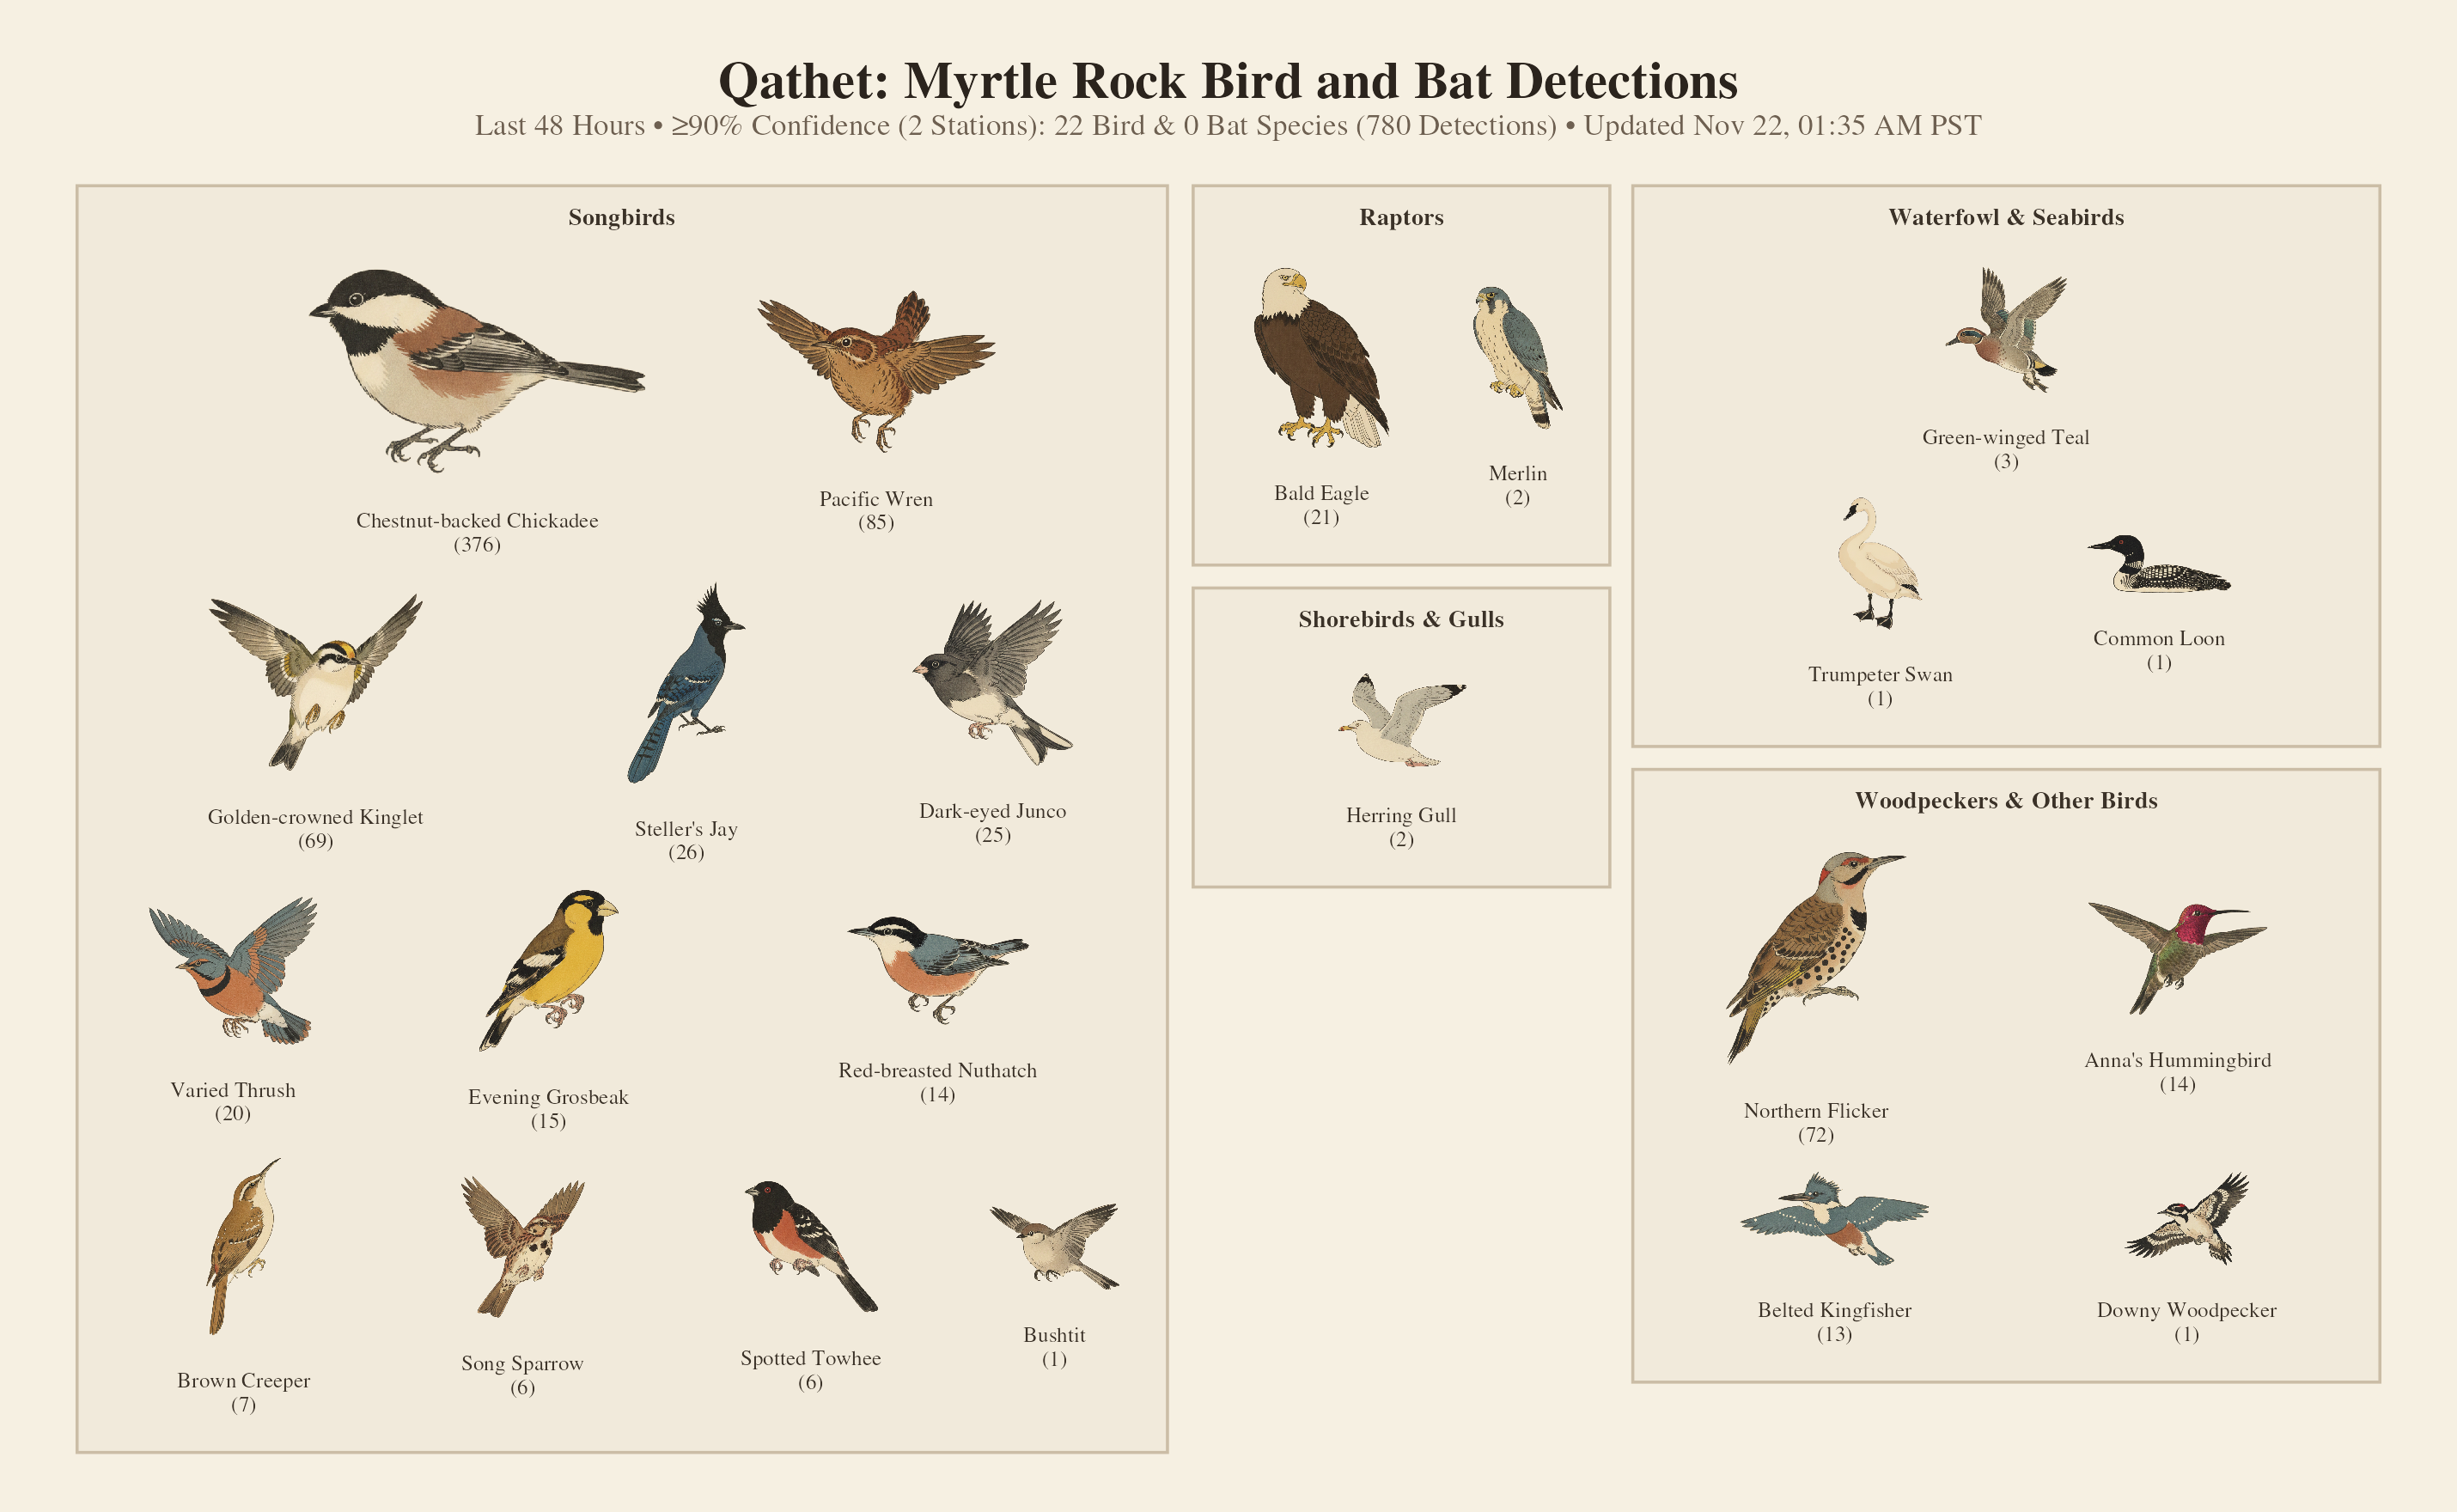 Qathet: Myrtle Rock Bird and Bat Detections
Last 48 Hours • ≥90% Confidence (2 Stations): 22 Bird & 0 Bat Species (780 Detections) • Updated Nov 22, 01:35 AM PST
Songbirds
Chestnut-backed Chickadee
(376)
Pacific Wren
(85)
Golden-crowned Kinglet
(69)
Steller's Jay
(26)
Dark-eyed Junco
(25)
Varied Thrush
(20)
Evening Grosbeak
(15)
Red-breasted Nuthatch
(14)
Brown Creeper
(7)
Song Sparrow
(6)
Spotted Towhee
(6)
Bushtit
(1)
Raptors
Bald Eagle
(21)
Merlin
(2)
Shorebirds & Gulls
Herring Gull
(2)
Waterfowl & Seabirds
Green-winged Teal
(3)
Trumpeter Swan
(1)
Common Loon
(1)
Woodpeckers & Other Birds
Northern Flicker
(72)
Anna's Hummingbird
(14)
Belted Kingfisher
(13)
Downy Woodpecker
(1)